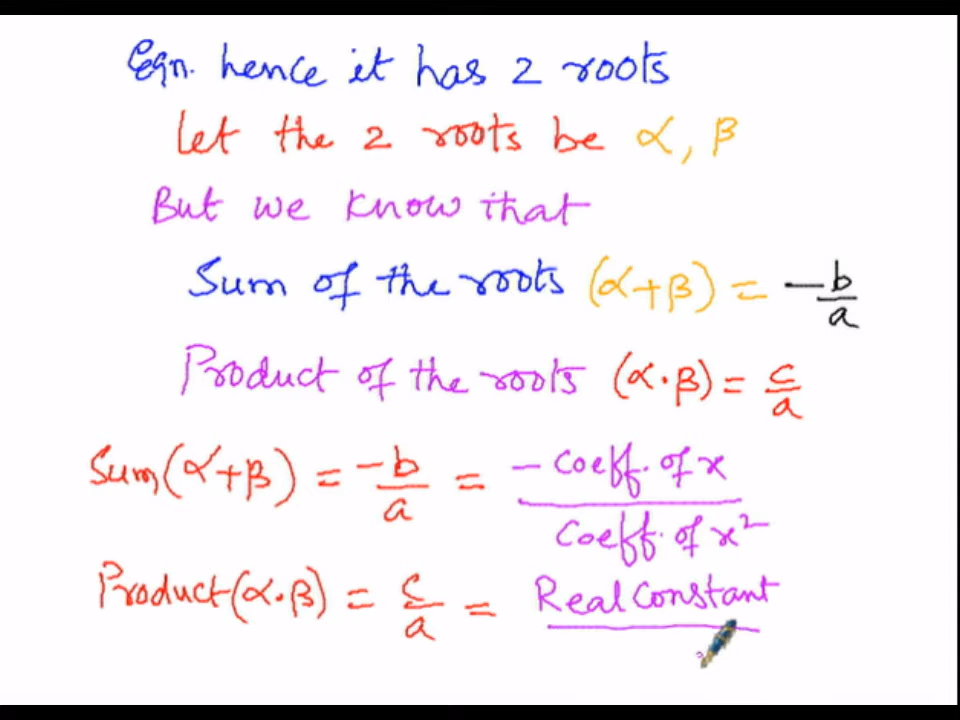 Eqn. hence it has 2 roots
Let the 2 roots be α, β
But we know that
Sum of the roots (α+β) = -b/a
Product of the roots (α·β) = c/a
Sum(α+β) = -b/a = - coeff. of x / coeff. of x²
Product(α·β) = c/a = Real Constant